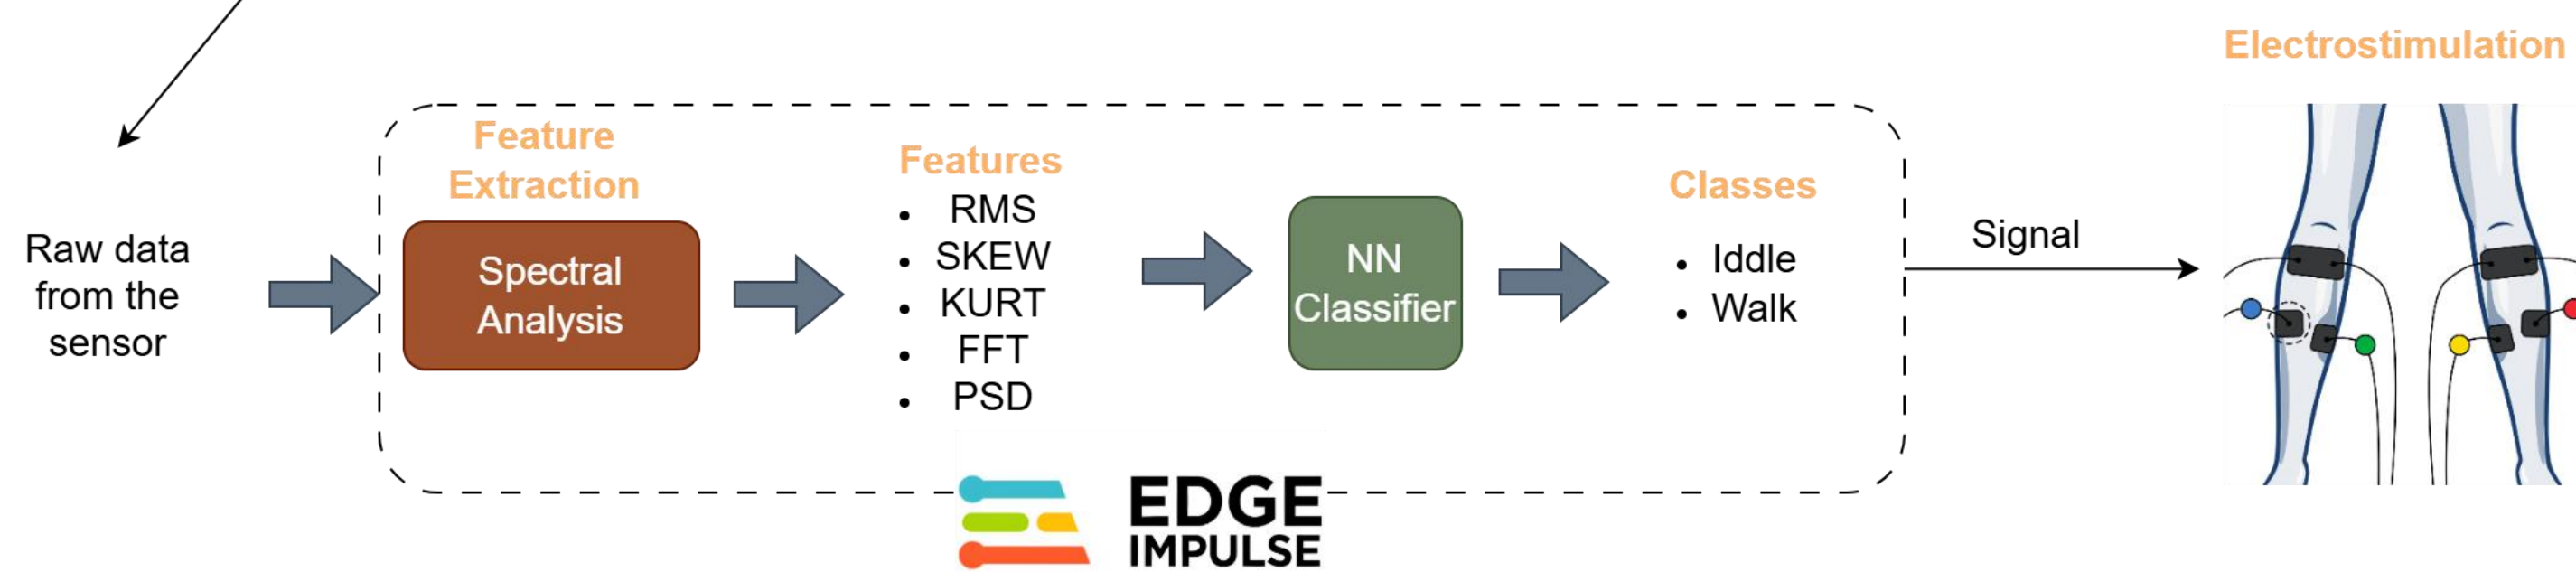 Electrostimulation
Feature
Extraction
Features
Classes
Raw data
from the
sensor
Spectral
Analysis
• RMS
• SKEW
• KURT
• FFT
• PSD
NN
Classifier
• Iddle
• Walk
Signal
EDGE
IMPULSE